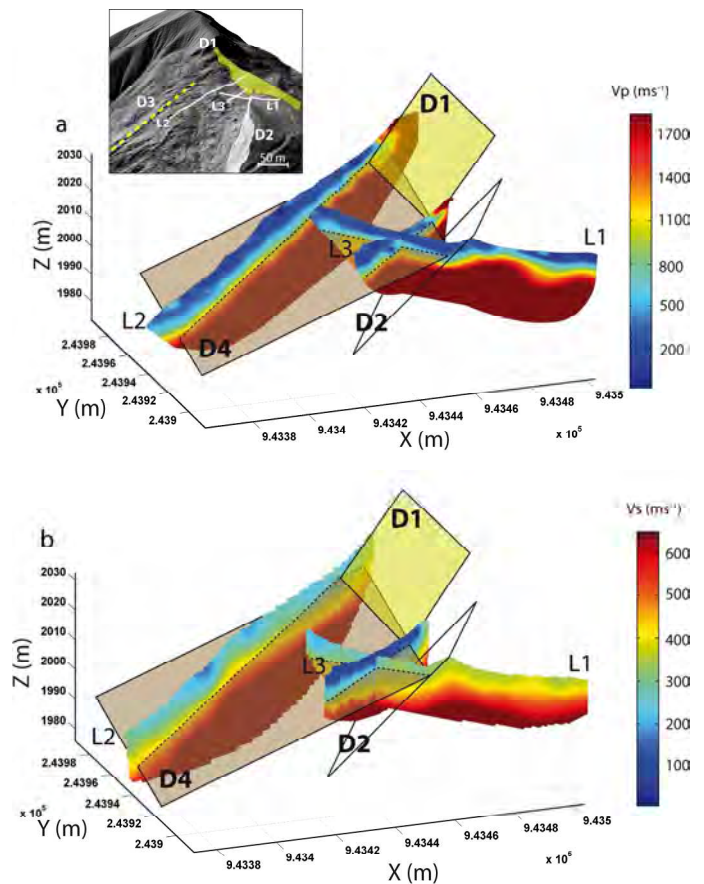 D1
D3
L2
L3
L1
D2
50 m
a
D1
Vp (ms⁻¹)
1700
1400
1100
800
500
200
2030
2020
2010
2000
1990
1980
Z (m)
L1
L3
D2
L2
D4
2.4398
2.4396
2.4394
2.4392
2.439
x 10⁵
Y (m)
9.4338
9.434
9.4342
9.4344
9.4346
9.4348
9.435
X (m)
x 10⁵
b
D1
Vs (ms⁻¹)
600
500
400
300
200
100
2030
2020
2010
2000
1990
1980
Z (m)
L1
L3
L2
D2
D4
2.4398
2.4396
2.4394
2.4392
2.439
x 10⁵
Y (m)
9.4338
9.434
9.4342
9.4344
9.4346
9.4348
9.435
X (m)
x 10⁵